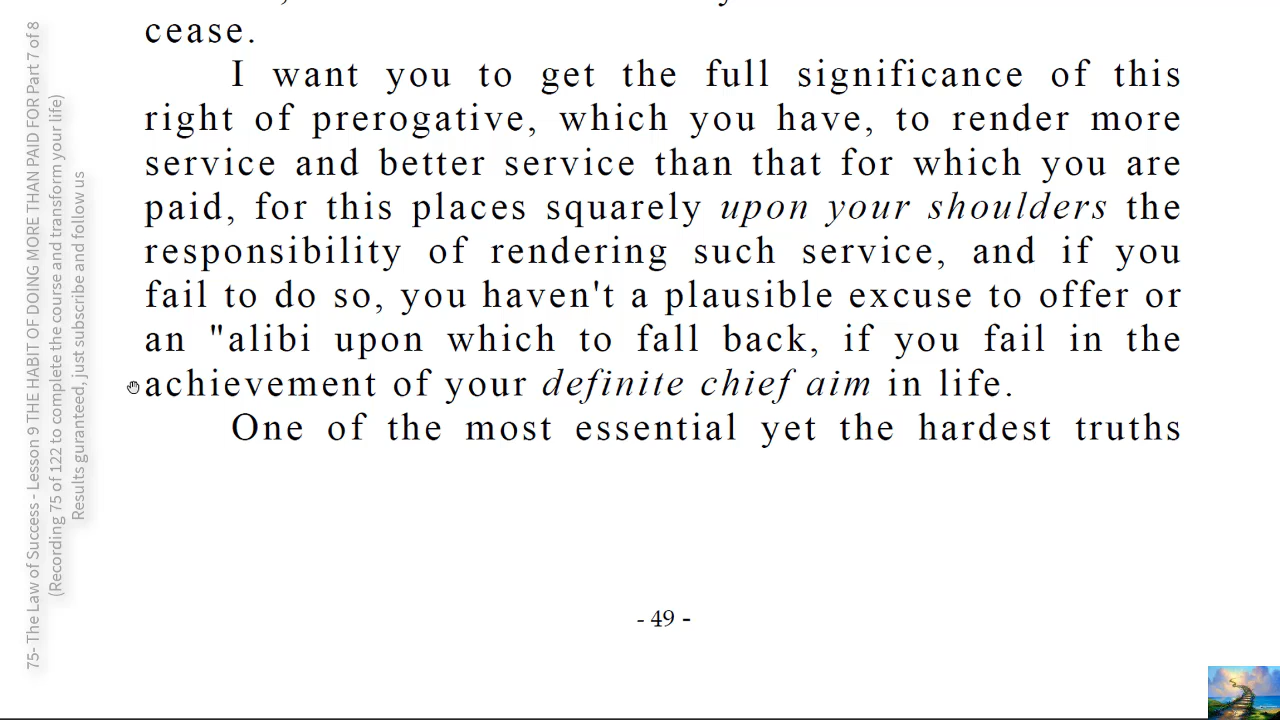 cease.
I want you to get the full significance of this
right of prerogative, which you have, to render more
service and better service than that for which you are
paid, for this places squarely upon your shoulders the
responsibility of rendering such service, and if you
fail to do so, you haven't a plausible excuse to offer or
an "alibi upon which to fall back, if you fail in the
achievement of your definite chief aim in life.
One of the most essential yet the hardest truths
- 49 -
75- The Law of Success - Lesson 9 THE HABIT OF DOING MORE THAN PAID FOR Part 7 of 8
(Recording 75 of 122 to complete the course and transform your life)
Results guranteed, just subscribe and follow us